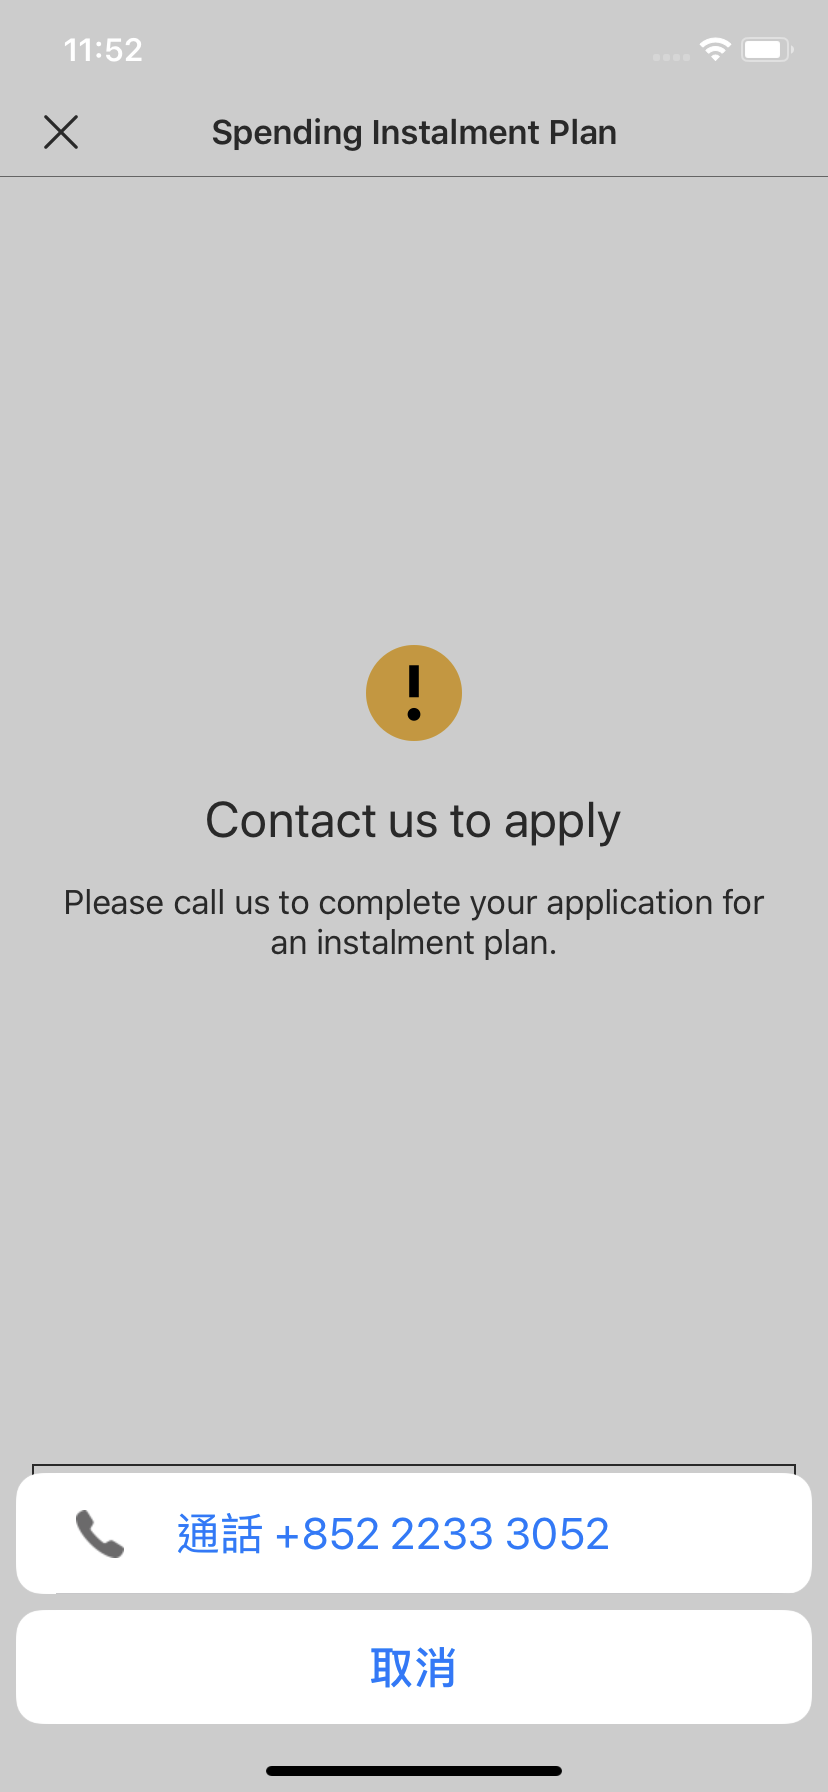 11:52
Spending Instalment Plan
Contact us to apply
Please call us to complete your application for
an instalment plan.
通話 +852 2233 3052
取消